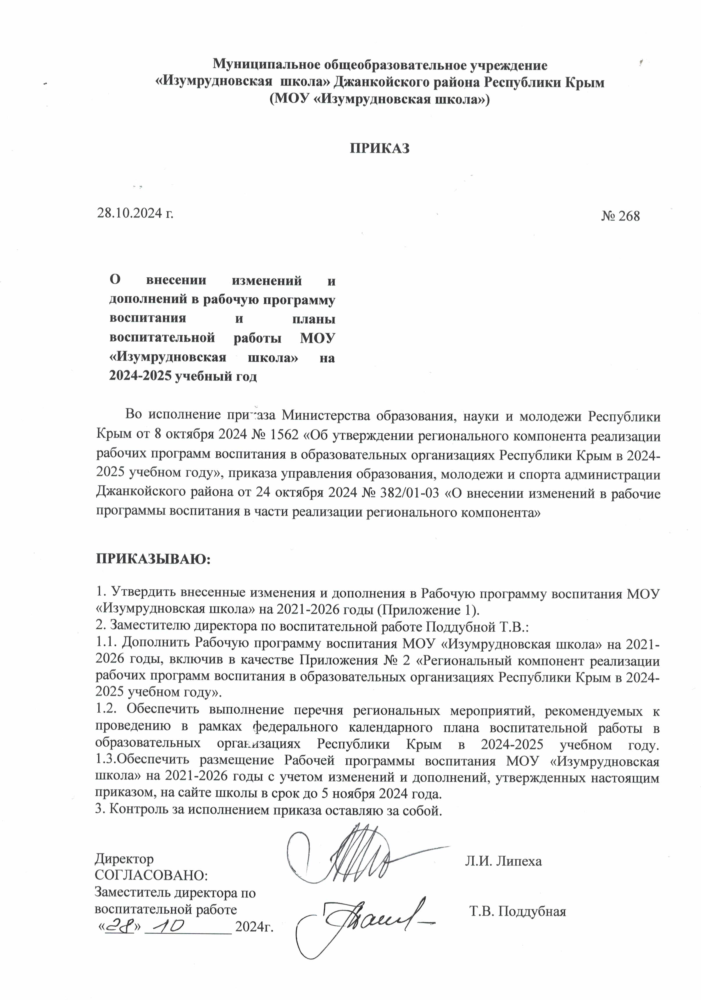 Муниципальное общеобразовательное учреждение
«Изумрудновская школа» Джанкойского района Республики Крым
(МОУ «Изумрудновская школа»)
ПРИКАЗ
28.10.2024 г. № 268
О внесении изменений и
дополнений в рабочую программу
воспитания и планы
воспитательной работы МОУ
«Изумрудновская школа» на
2024-2025 учебный год
Во исполнение приказа Министерства образования, науки и молодежи Республики
Крым от 8 октября 2024 № 1562 «Об утверждении регионального компонента реализации
рабочих программ воспитания в образовательных организациях Республики Крым в 2024-
2025 учебном году», приказа управления образования, молодежи и спорта администрации
Джанкойского района от 24 октября 2024 № 382/01-03 «О внесении изменений в рабочие
программы воспитания в части реализации регионального компонента»
ПРИКАЗЫВАЮ:
1. Утвердить внесенные изменения и дополнения в Рабочую программу воспитания МОУ
«Изумрудновская школа» на 2021-2026 годы (Приложение 1).
2. Заместителю директора по воспитательной работе Поддубной Т.В.:
1.1. Дополнить Рабочую программу воспитания МОУ «Изумрудновская школа» на 2021-
2026 годы, включив в качестве Приложения № 2 «Региональный компонент реализации
рабочих программ воспитания в образовательных организациях Республики Крым в 2024-
2025 учебном году».
1.2. Обеспечить выполнение перечня региональных мероприятий, рекомендуемых к
проведению в рамках федерального календарного плана воспитательной работы в
образовательных организациях Республики Крым в 2024-2025 учебном году.
1.3.Обеспечить размещение Рабочей программы воспитания МОУ «Изумрудновская
школа» на 2021-2026 годы с учетом изменений и дополнений, утвержденных настоящим
приказом, на сайте школы в срок до 5 ноября 2024 года.
3. Контроль за исполнением приказа оставляю за собой.
Директор Л.И. Липеха
СОГЛАСОВАНО:
Заместитель директора по
воспитательной работе Т.В. Поддубная
«28» 10 2024г.